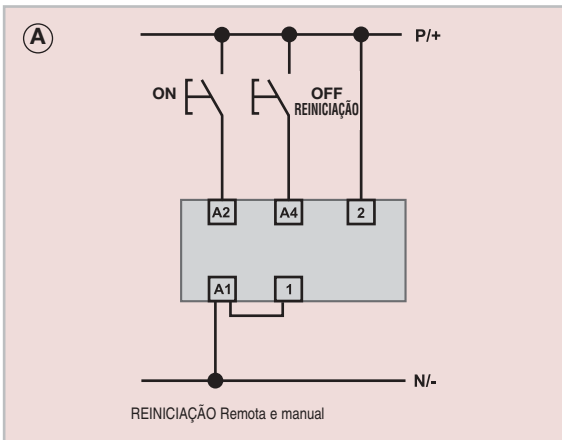 A
P/+
ON
OFF
REINICIAÇÃO
A2
A4
2
A1
1
N/-
REINICIAÇÃO Remota e manual